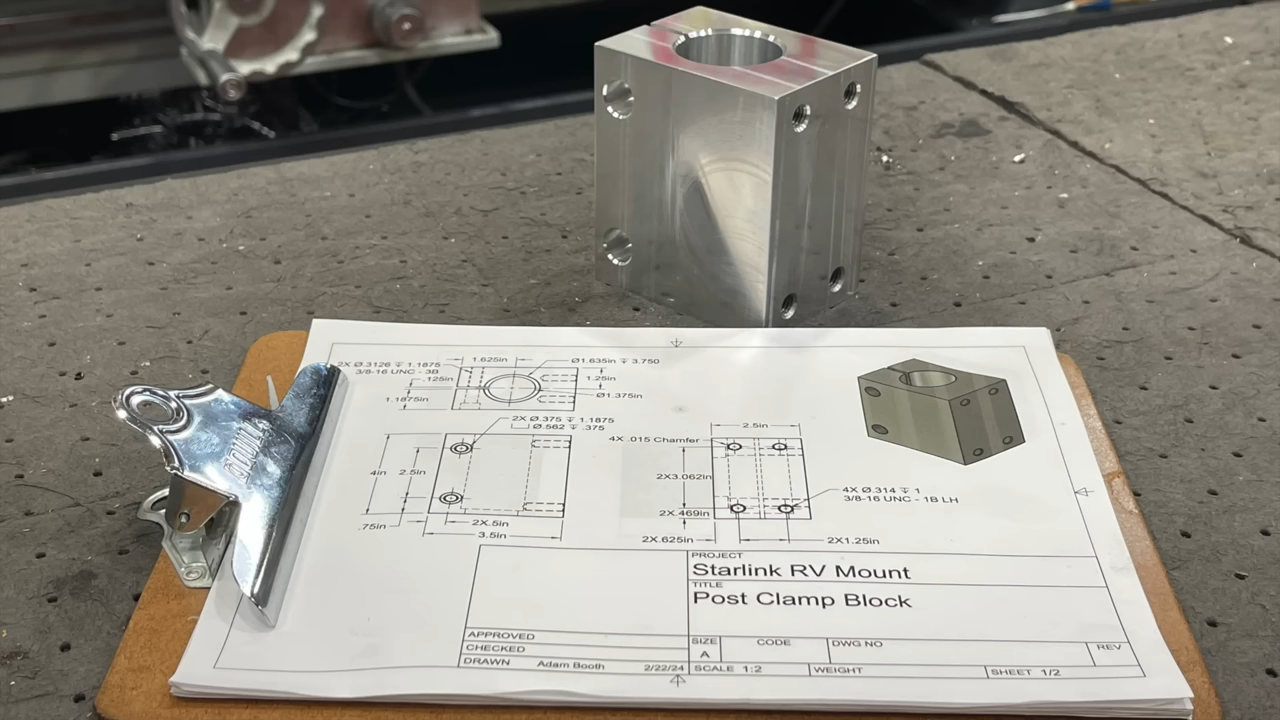 2X Ø.3126 ↧ 1.1875
3/8-16 UNC - 3B
1.625in
Ø1.635in ↧ 3.750
.125in
1.25in
Ø1.375in
1.1875in
2X Ø.375 ↧ 1.1875
⌴ Ø.562 ↧ .375
4in
2.5in
.75in
2X.5in
3.5in
2.5in
4X .015 Chamfer
2X3.062in
2X.469in
2X.625in
2X1.25in
4X Ø.314 ↧ 1
3/8-16 UNC - 1B LH
PROJECT
Starlink RV Mount
TITLE
Post Clamp Block
APPROVED
CHECKED
DRAWN Adam Booth 2/22/24
SIZE
A
CODE
DWG NO
REV
SCALE 1:2
WEIGHT
SHEET 1/2